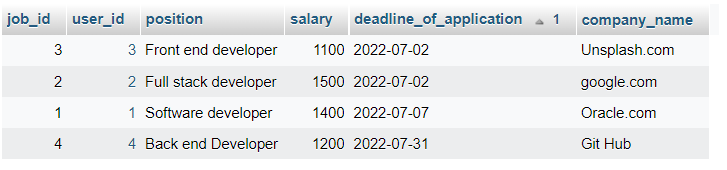 job_id user_id position salary deadline_of_application 1 company_name
3 3 Front end developer 1100 2022-07-02 Unsplash.com
2 2 Full stack developer 1500 2022-07-02 google.com
1 1 Software developer 1400 2022-07-07 Oracle.com
4 4 Back end Developer 1200 2022-07-31 Git Hub